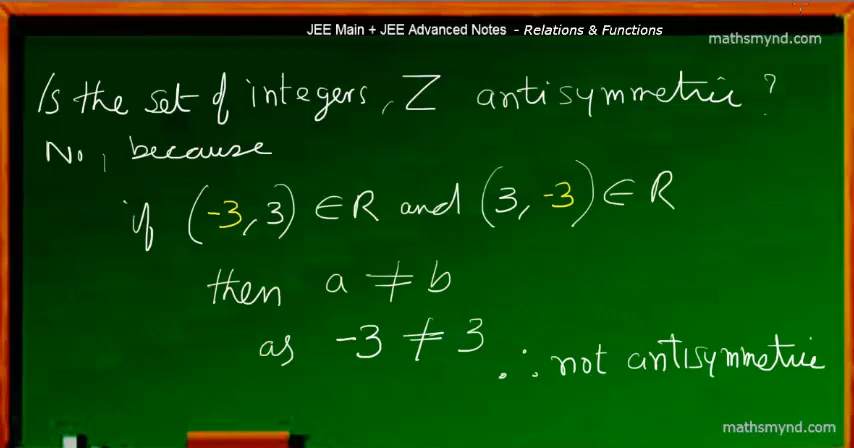 JEE Main + JEE Advanced Notes - Relations & Functions
mathsmynd.com
Is the set of integers, Z antisymmetric ?
No, because
if (-3, 3) ∈ R and (3, -3) ∈ R
then a ≠ b
as -3 ≠ 3
∴ not antisymmetric
mathsmynd.com